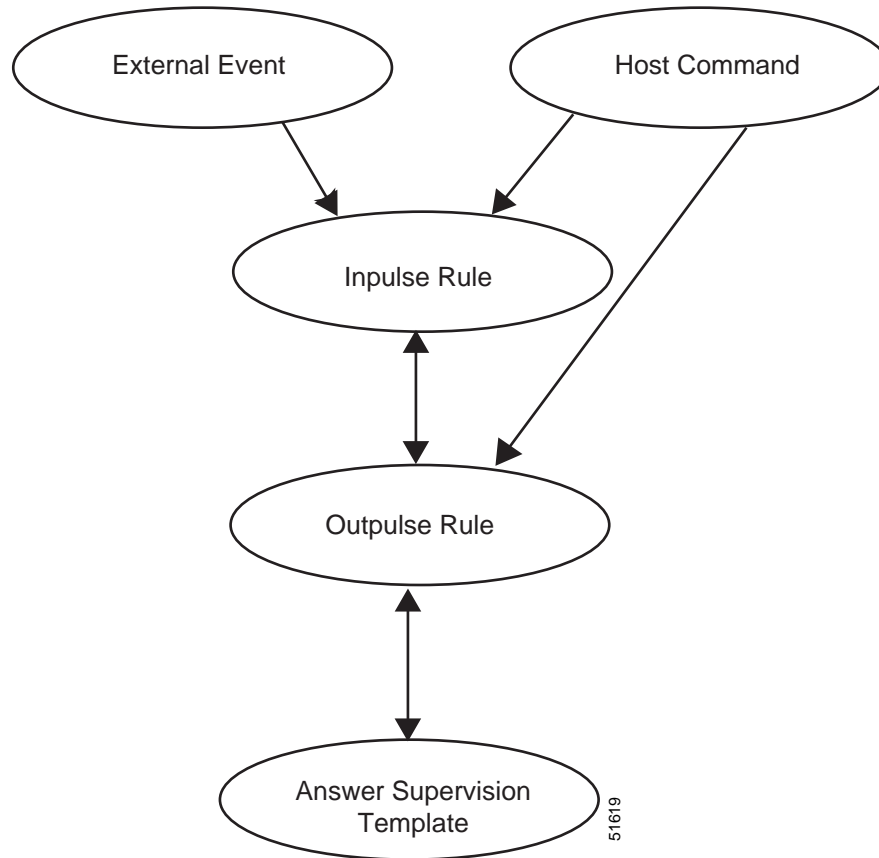 External Event
Host Command
Inpulse Rule
Outpulse Rule
Answer Supervision
Template
51619